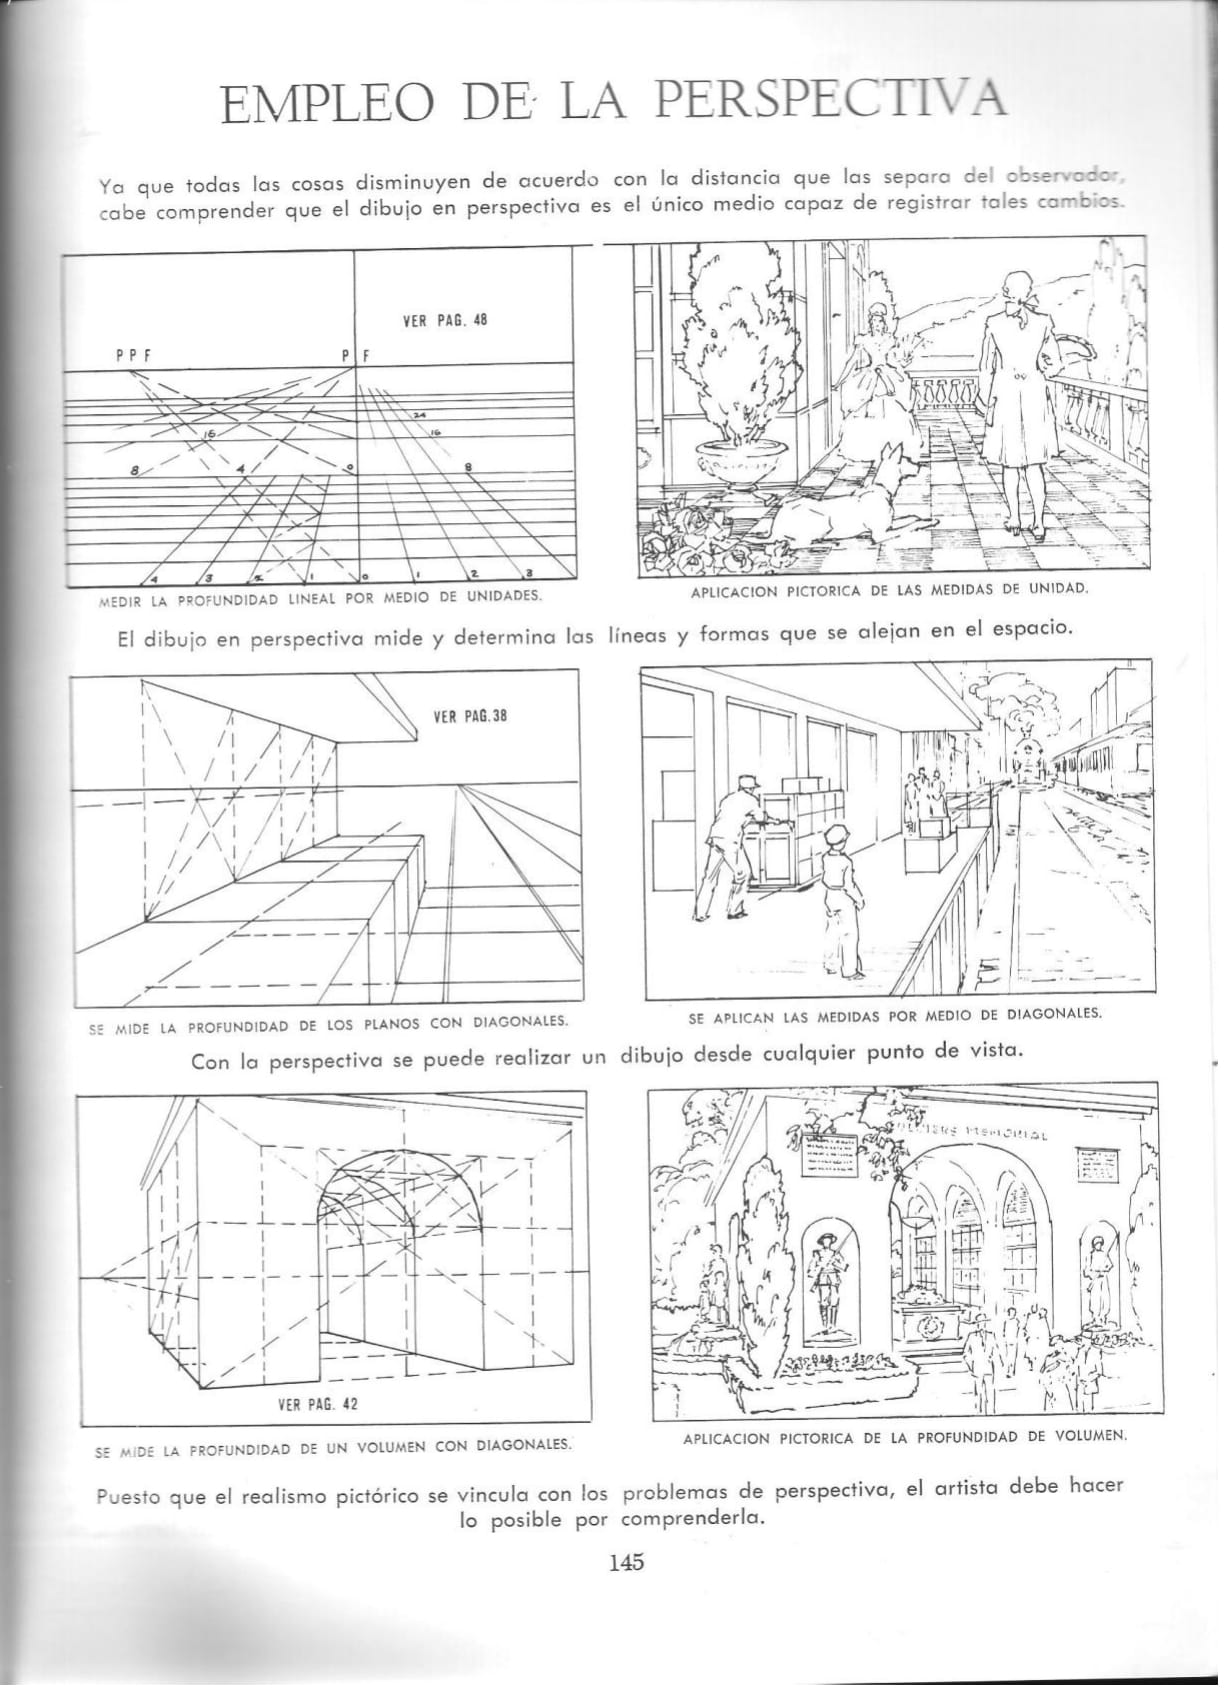 EMPLEO DE LA PERSPECTIVA
Ya que todas las cosas disminuyen de acuerdo con la distancia que las separa del observador,
cabe comprender que el dibujo en perspectiva es el único medio capaz de registrar tales cambios.
VER PAG. 48
P P F
P F
24
16
16
8
4
0
8
4
3
2
1
0
1
2
3
MEDIR LA PROFUNDIDAD LINEAL POR MEDIO DE UNIDADES.
APLICACION PICTORICA DE LAS MEDIDAS DE UNIDAD.
El dibujo en perspectiva mide y determina las líneas y formas que se alejan en el espacio.
VER PAG.38
SE MIDE LA PROFUNDIDAD DE LOS PLANOS CON DIAGONALES.
SE APLICAN LAS MEDIDAS POR MEDIO DE DIAGONALES.
Con la perspectiva se puede realizar un dibujo desde cualquier punto de vista.
MEMORIAL
VER PAG. 42
SE MIDE LA PROFUNDIDAD DE UN VOLUMEN CON DIAGONALES.
APLICACION PICTORICA DE LA PROFUNDIDAD DE VOLUMEN.
Puesto que el realismo pictórico se vincula con los problemas de perspectiva, el artista debe hacer
lo posible por comprenderla.
145